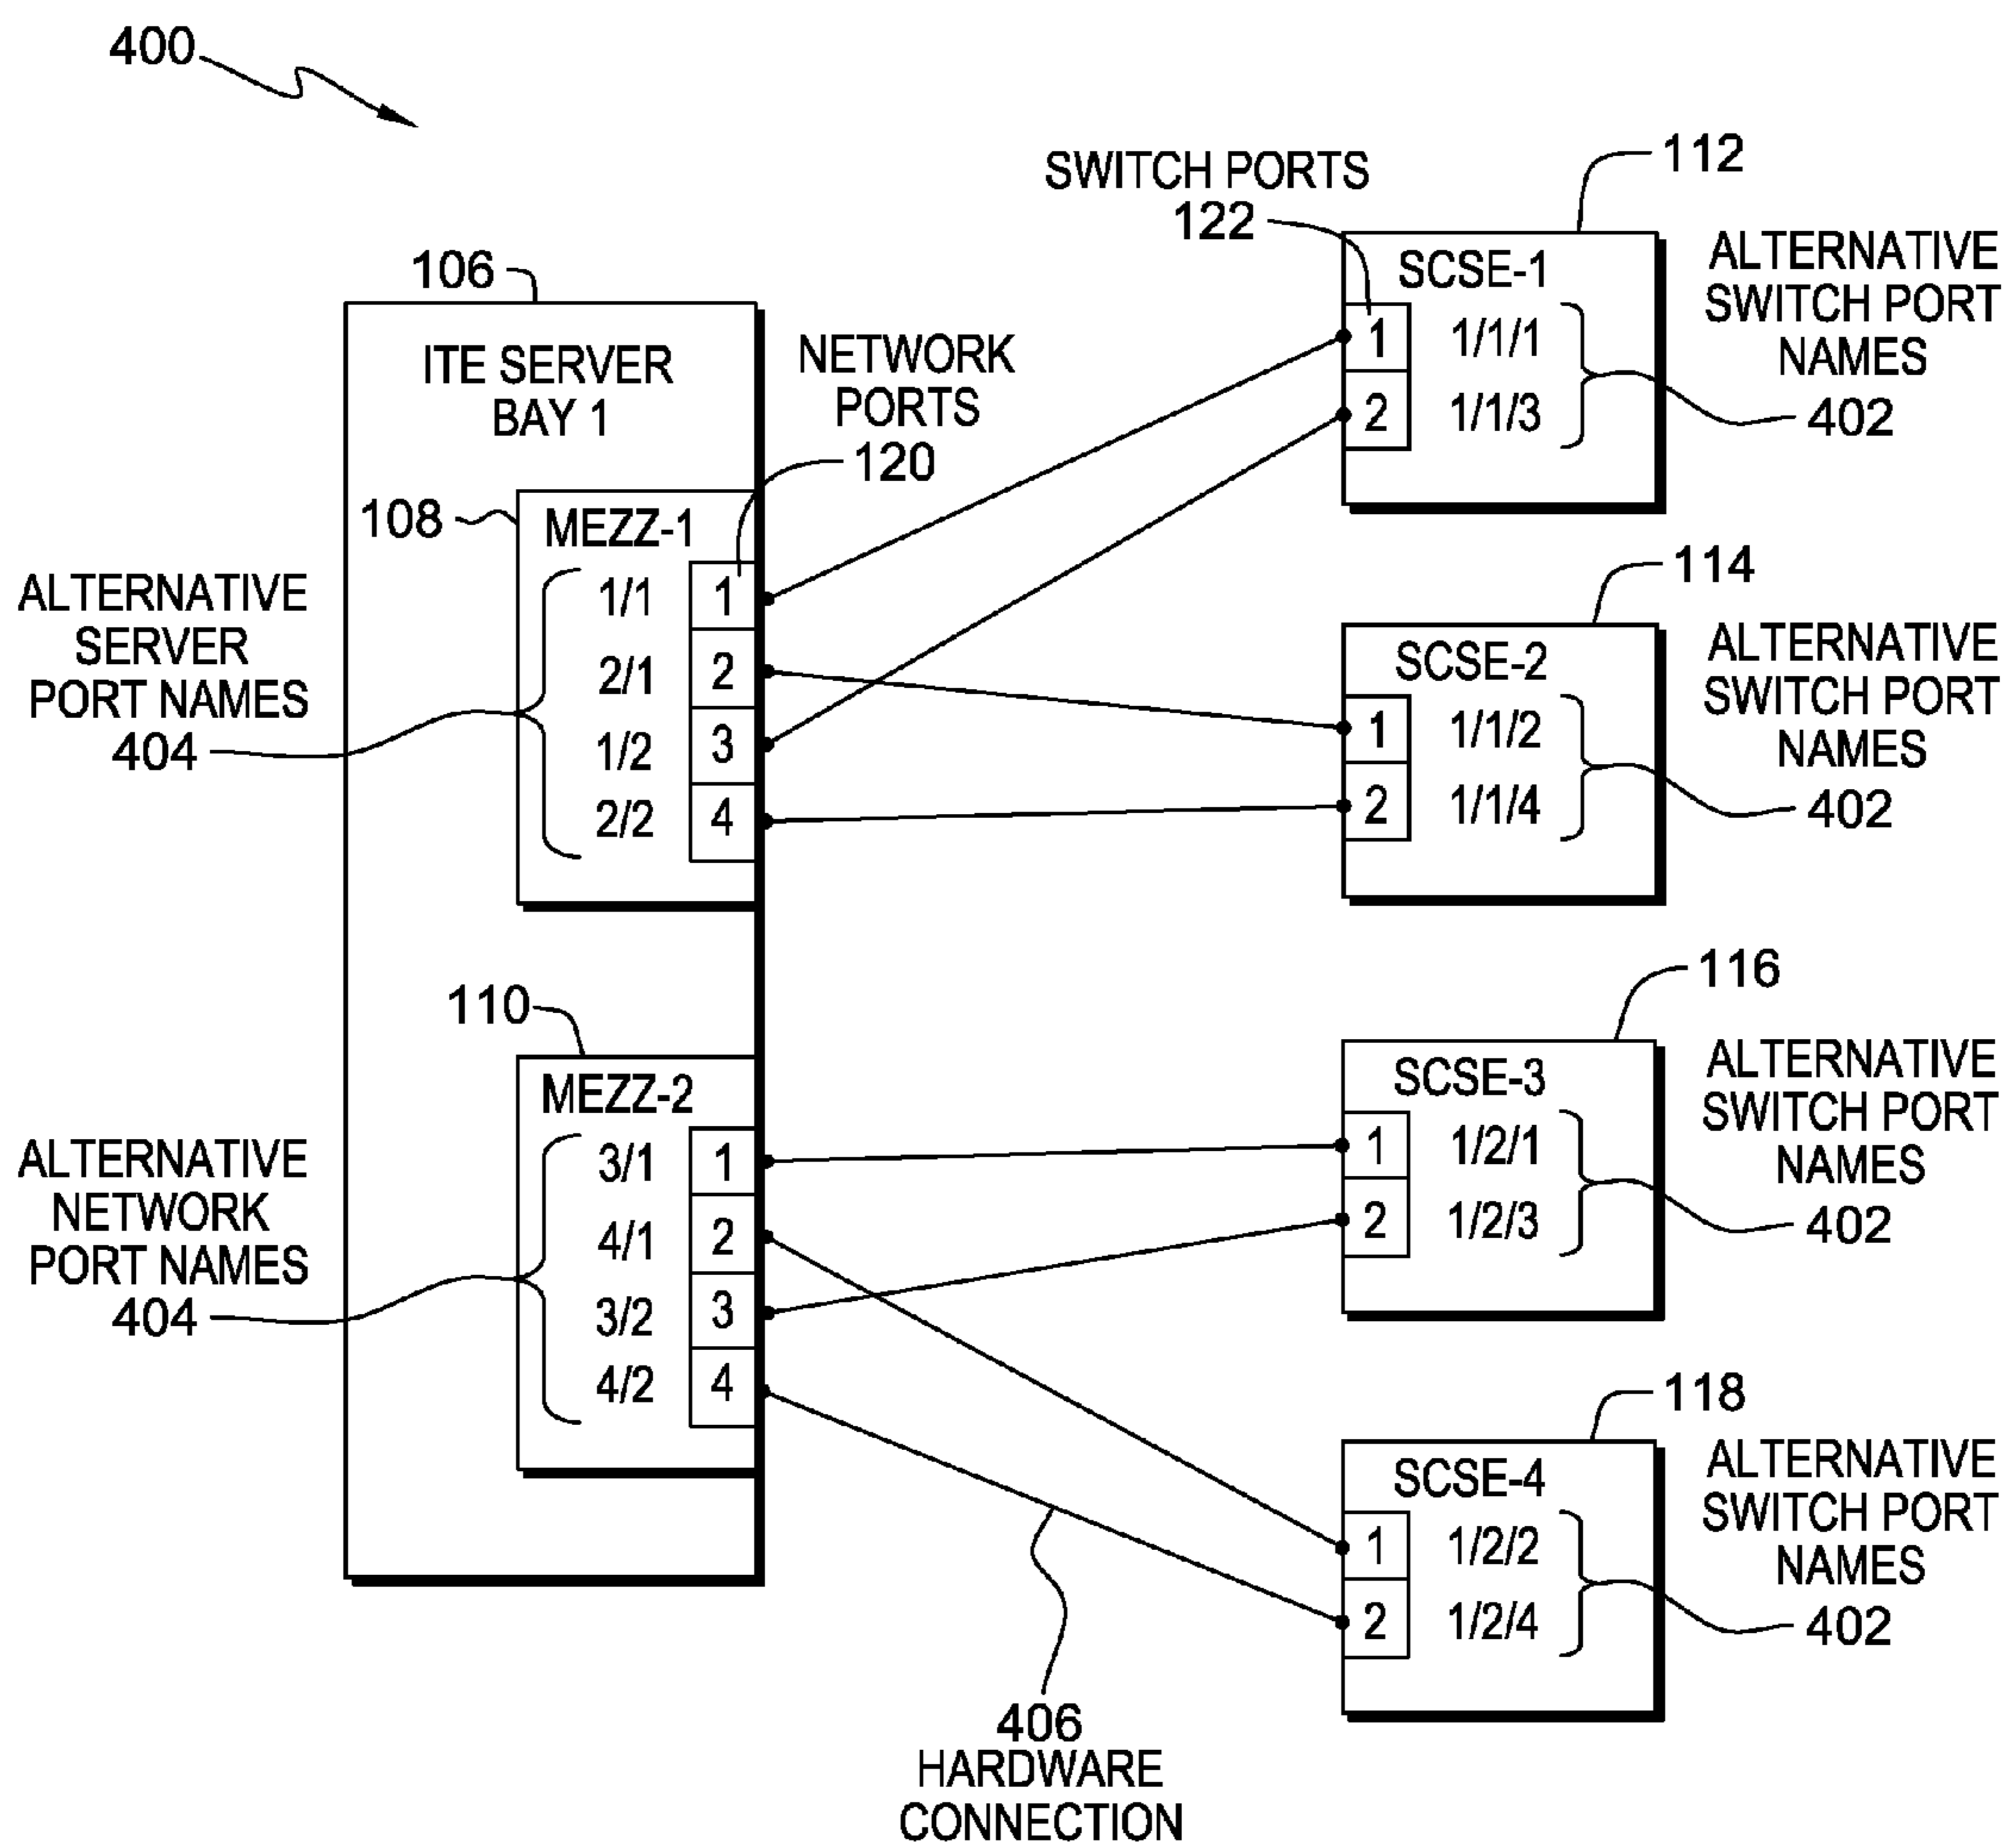 400
SWITCH PORTS
122
112
SCSE-1
1 1/1/1
2 1/1/3
ALTERNATIVE
SWITCH PORT
NAMES
402
106
ITE SERVER
BAY 1
NETWORK
PORTS
120
108
MEZZ-1
1/1 1
2/1 2
1/2 3
2/2 4
ALTERNATIVE
SERVER
PORT NAMES
404
114
SCSE-2
1 1/1/2
2 1/1/4
ALTERNATIVE
SWITCH PORT
NAMES
402
110
MEZZ-2
3/1 1
4/1 2
3/2 3
4/2 4
ALTERNATIVE
NETWORK
PORT NAMES
404
116
SCSE-3
1 1/2/1
2 1/2/3
ALTERNATIVE
SWITCH PORT
NAMES
402
118
SCSE-4
1 1/2/2
2 1/2/4
ALTERNATIVE
SWITCH PORT
NAMES
402
406
HARDWARE
CONNECTION